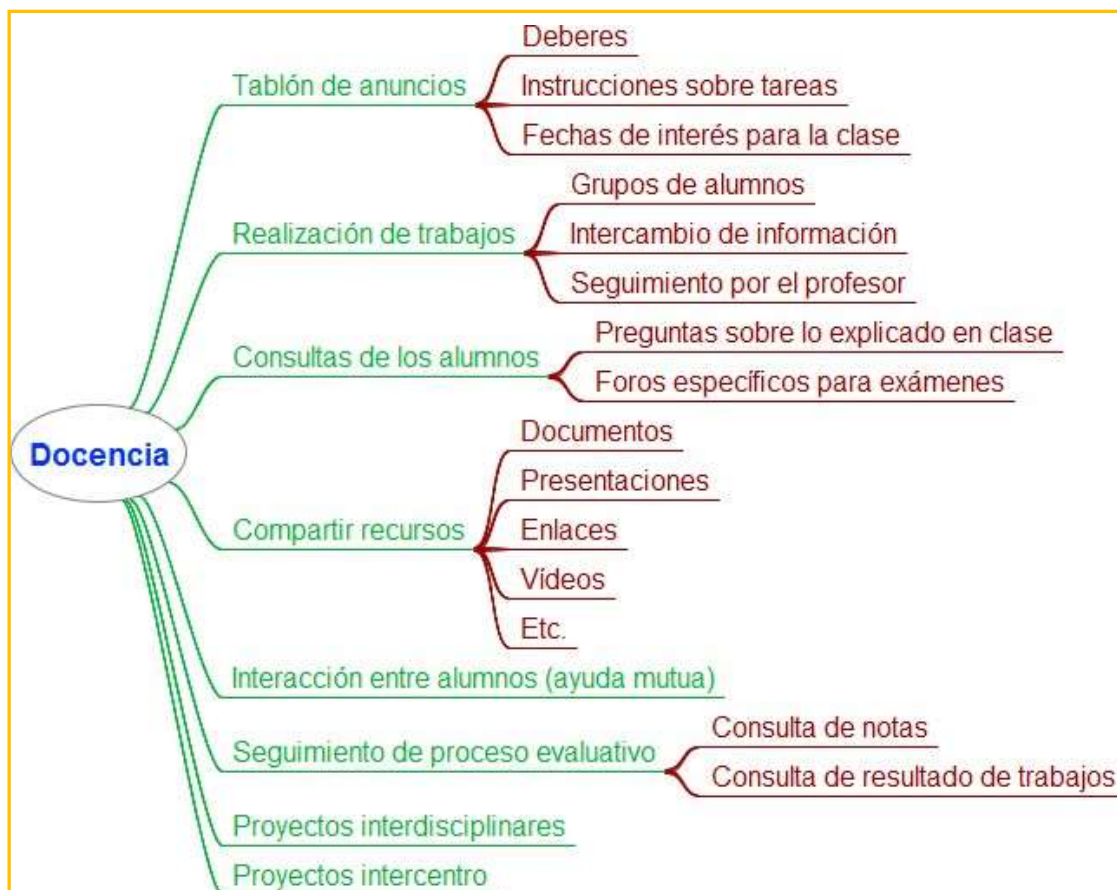 Docencia
Tablón de anuncios
Deberes
Instrucciones sobre tareas
Fechas de interés para la clase
Realización de trabajos
Grupos de alumnos
Intercambio de información
Seguimiento por el profesor
Consultas de los alumnos
Preguntas sobre lo explicado en clase
Foros específicos para exámenes
Compartir recursos
Documentos
Presentaciones
Enlaces
Vídeos
Etc.
Interacción entre alumnos (ayuda mutua)
Seguimiento de proceso evaluativo
Consulta de notas
Consulta de resultado de trabajos
Proyectos interdisciplinares
Proyectos intercentro